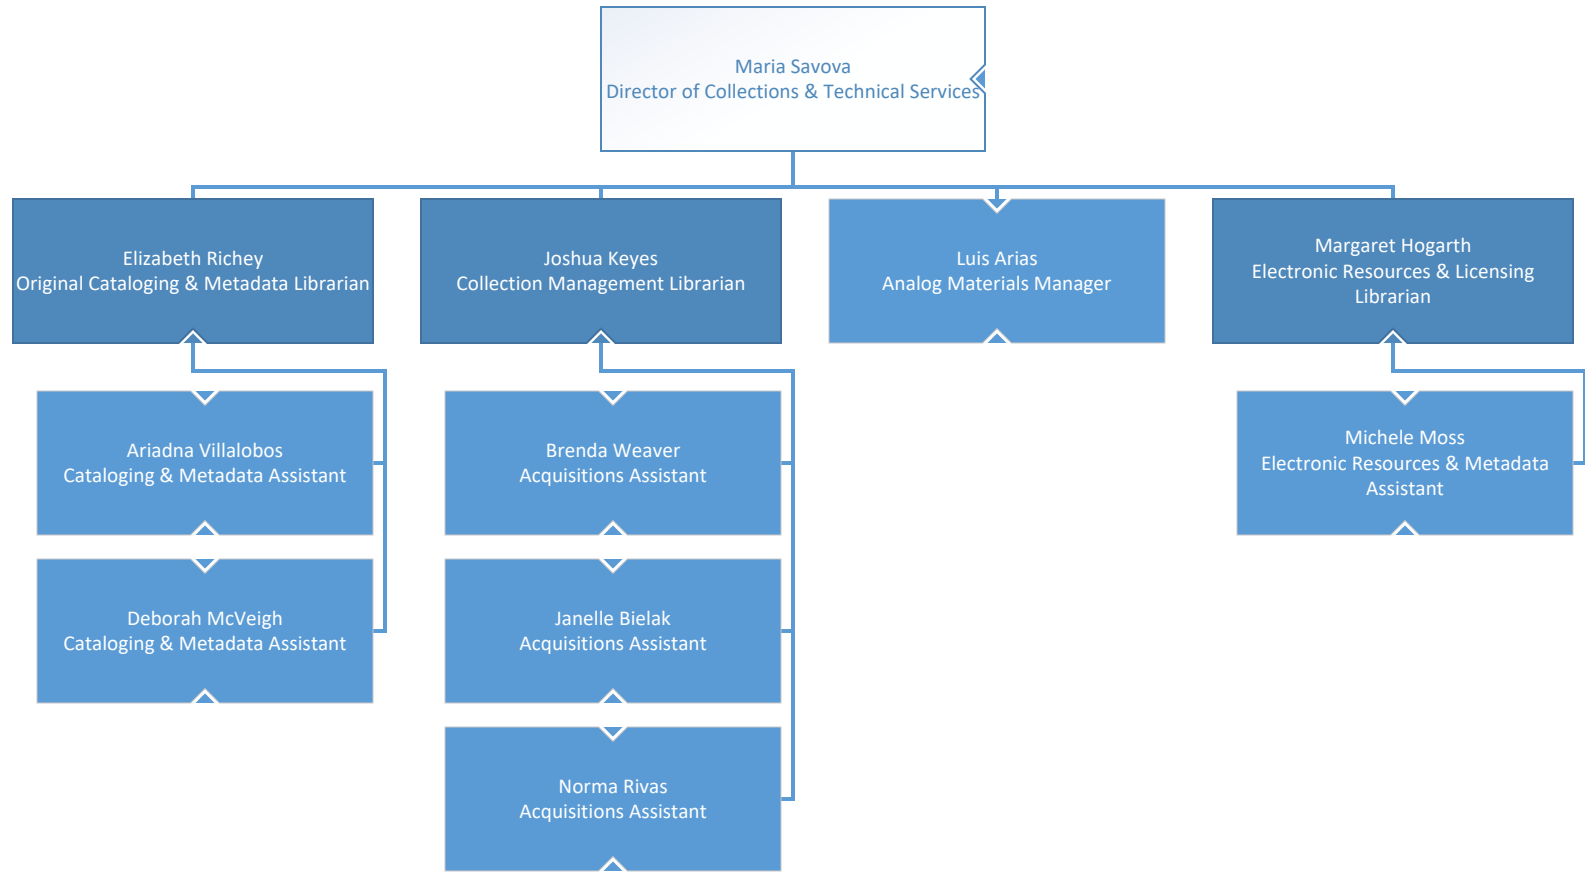 Maria Savova
Director of Collections & Technical Services
Elizabeth Richey
Original Cataloging & Metadata Librarian
Joshua Keyes
Collection Management Librarian
Luis Arias
Analog Materials Manager
Margaret Hogarth
Electronic Resources & Licensing
Librarian
Ariadna Villalobos
Cataloging & Metadata Assistant
Brenda Weaver
Acquisitions Assistant
Michele Moss
Electronic Resources & Metadata
Assistant
Deborah McVeigh
Cataloging & Metadata Assistant
Janelle Bielak
Acquisitions Assistant
Norma Rivas
Acquisitions Assistant